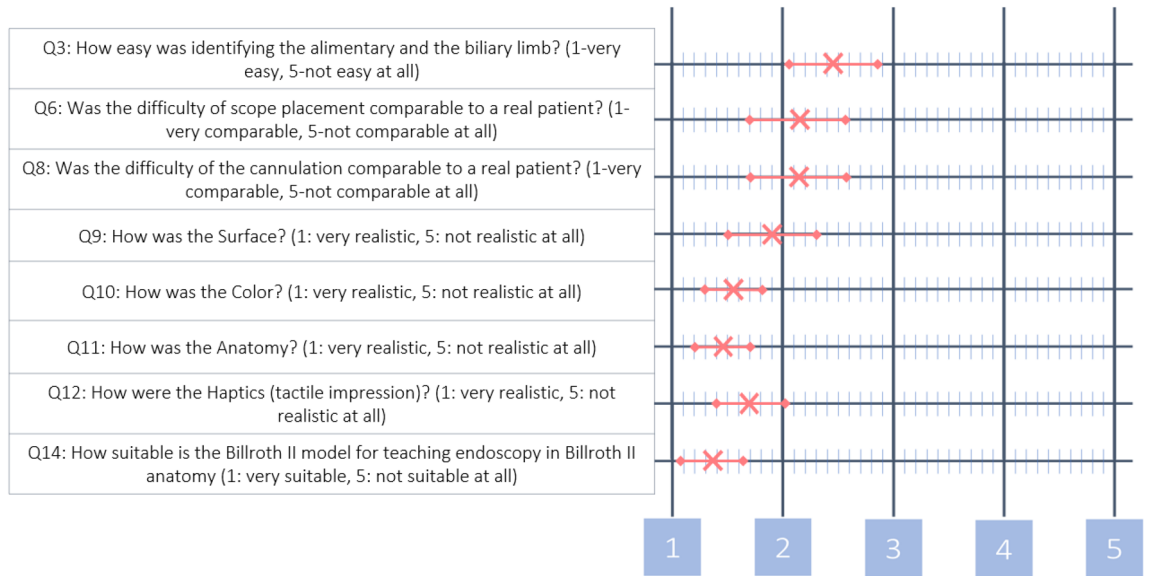 Q3: How easy was identifying the alimentary and the biliary limb? (1-very
easy, 5-not easy at all)
Q6: Was the difficulty of scope placement comparable to a real patient? (1-
very comparable, 5-not comparable at all)
Q8: Was the difficulty of the cannulation comparable to a real patient? (1-very
comparable, 5-not comparable at all)
Q9: How was the Surface? (1: very realistic, 5: not realistic at all)
Q10: How was the Color? (1: very realistic, 5: not realistic at all)
Q11: How was the Anatomy? (1: very realistic, 5: not realistic at all)
Q12: How were the Haptics (tactile impression)? (1: very realistic, 5: not
realistic at all)
Q14: How suitable is the Billroth II model for teaching endoscopy in Billroth II
anatomy (1: very suitable, 5: not suitable at all)
1 2 3 4 5